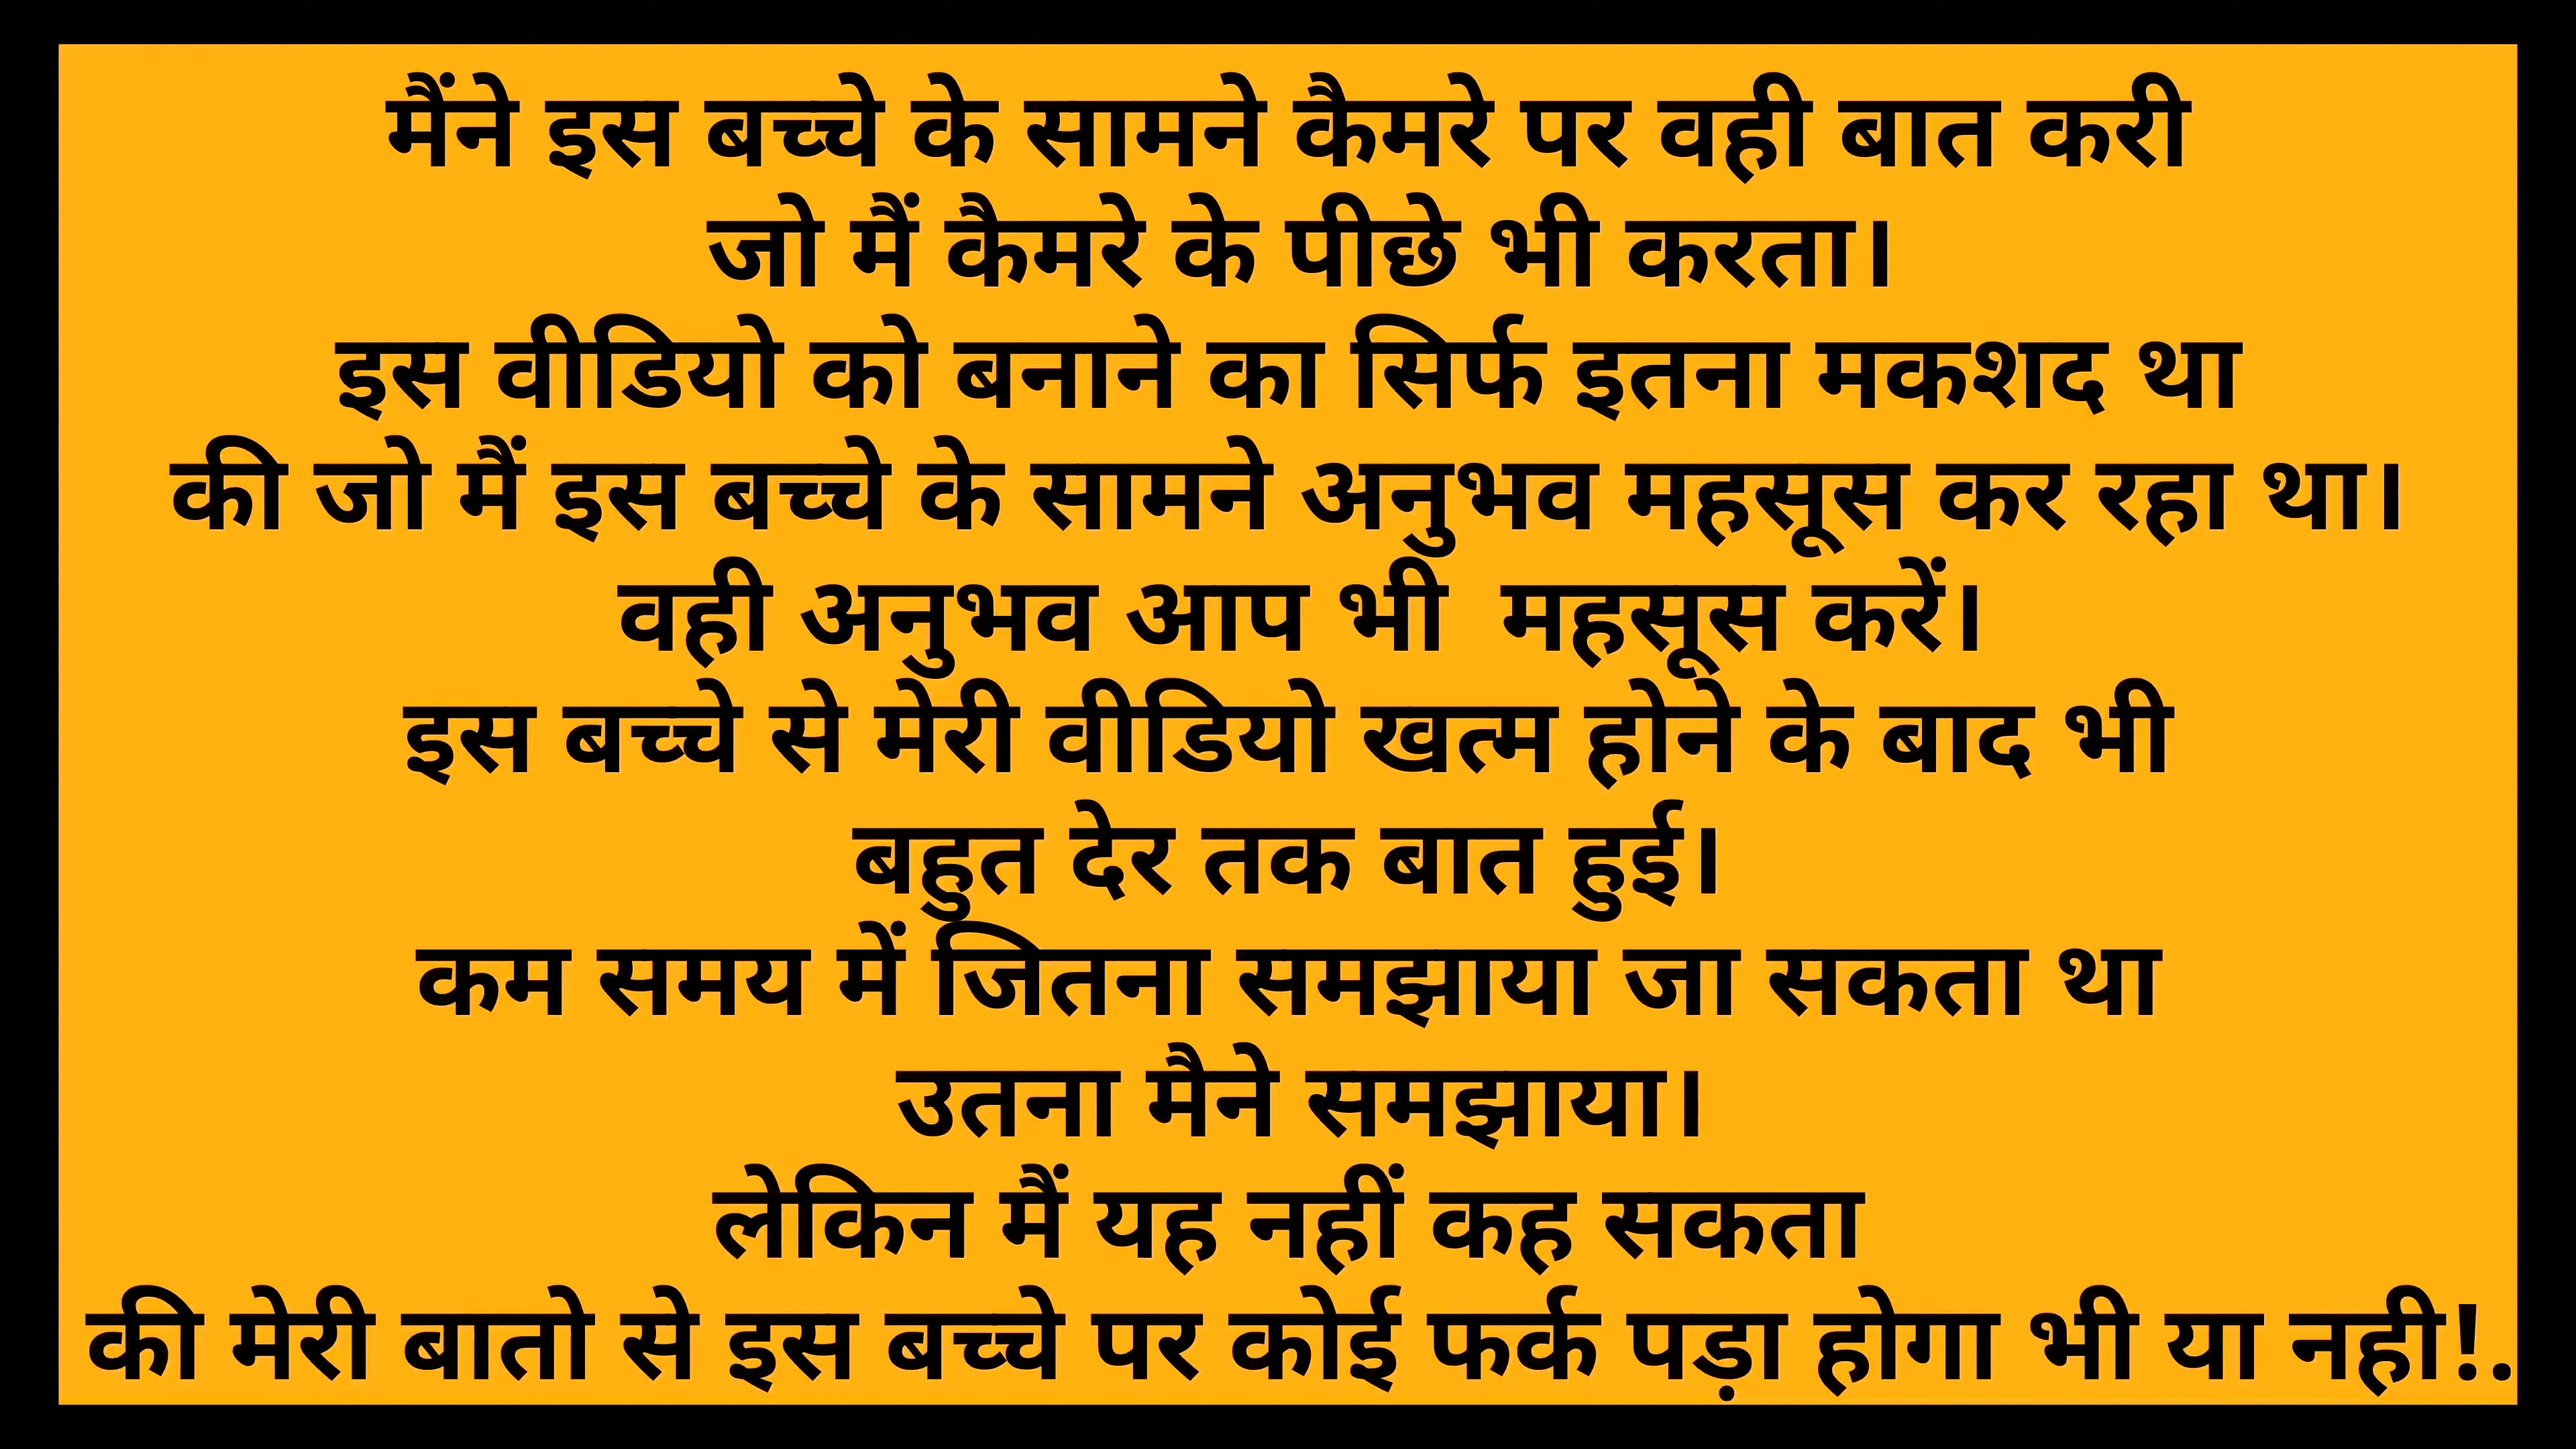 मैंने इस बच्चे के सामने कैमरे पर वही बात करी
जो मैं कैमरे के पीछे भी करता।
इस वीडियो को बनाने का सिर्फ इतना मकशद था
की जो मैं इस बच्चे के सामने अनुभव महसूस कर रहा था।
वही अनुभव आप भी  महसूस करें।
इस बच्चे से मेरी वीडियो खत्म होने के बाद भी
बहुत देर तक बात हुई।
कम समय में जितना समझाया जा सकता था
उतना मैने समझाया।
लेकिन मैं यह नहीं कह सकता
की मेरी बातो से इस बच्चे पर कोई फर्क पड़ा होगा भी या नही!.